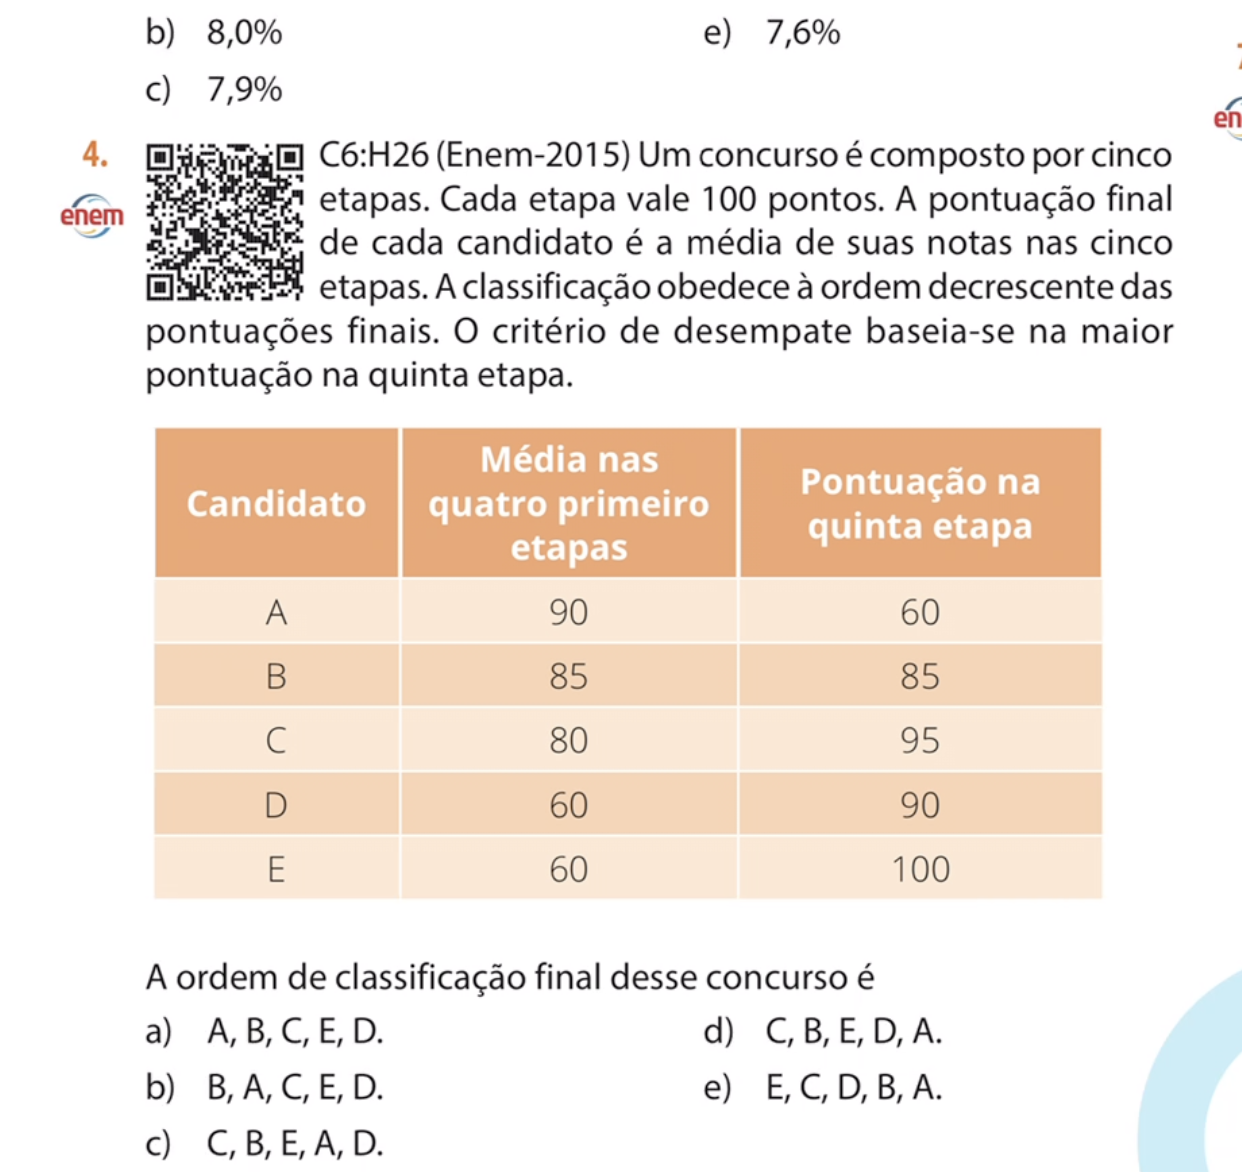 b) 8,0%
e) 7,6%
c) 7,9%
4.
enem
C6:H26 (Enem-2015) Um concurso é composto por cinco
etapas. Cada etapa vale 100 pontos. A pontuação final
de cada candidato é a média de suas notas nas cinco
etapas. A classificação obedece à ordem decrescente das
pontuações finais. O critério de desempate baseia-se na maior
pontuação na quinta etapa.
Candidato
Média nas
quatro primeiro
etapas
Pontuação na
quinta etapa
A 90 60
B 85 85
C 80 95
D 60 90
E 60 100
A ordem de classificação final desse concurso é
a) A, B, C, E, D.
b) B, A, C, E, D.
c) C, B, E, A, D.
d) C, B, E, D, A.
e) E, C, D, B, A.